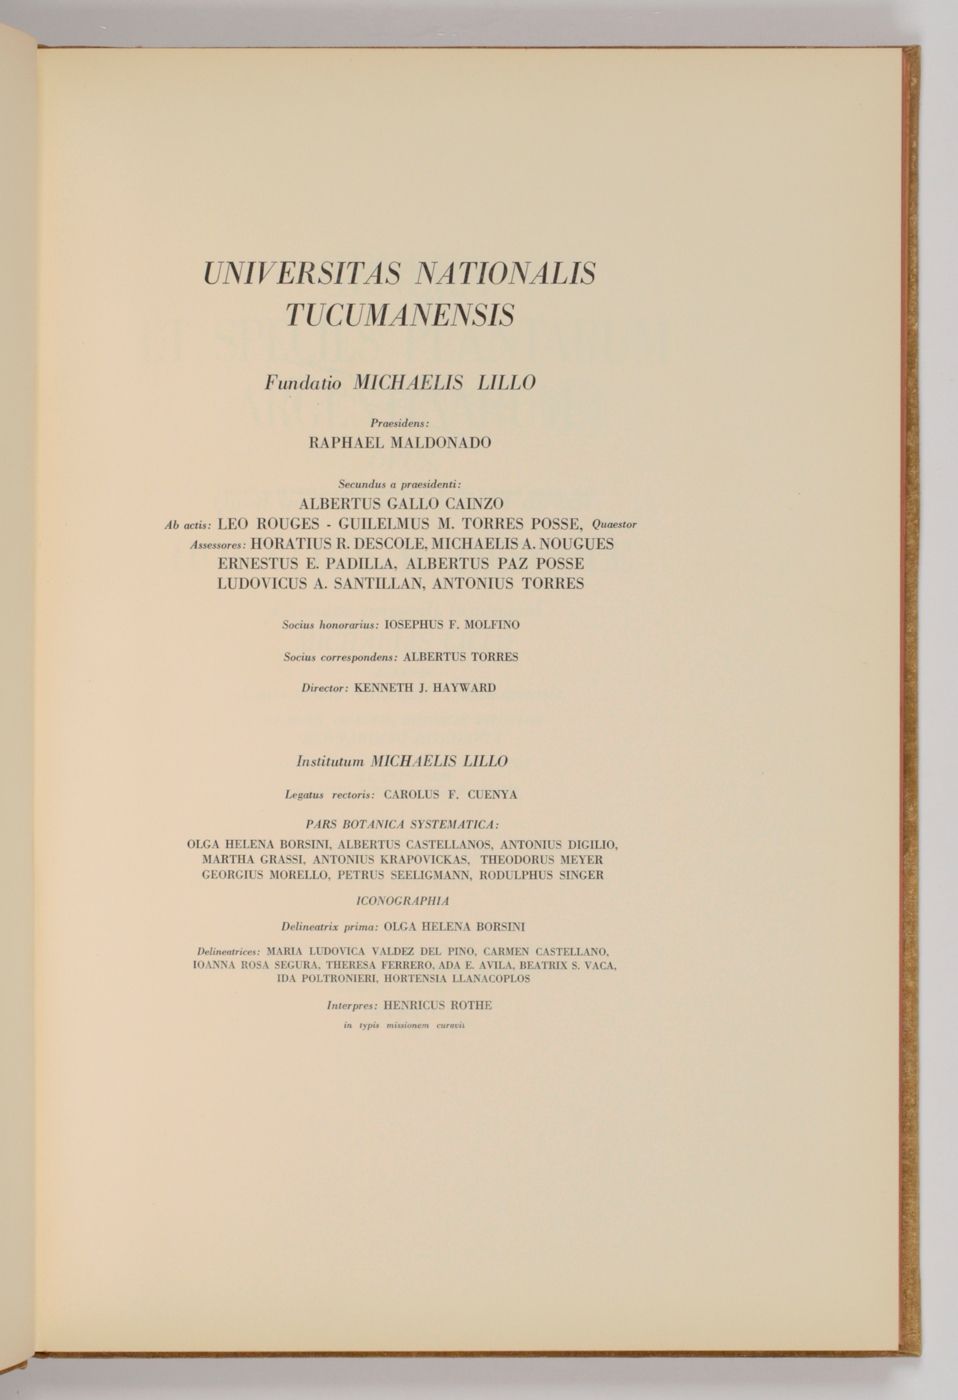 UNIVERSITAS NATIONALIS
TUCUMANENSIS
Fundatio MICHAELIS LILLO
Praesidens:
RAPHAEL MALDONADO
Secundus a praesidenti:
ALBERTUS GALLO CAINZO
Ab actis: LEO ROUGES - GUILELMUS M. TORRES POSSE, Quaestor
Assessores: HORATIUS R. DESCOLE, MICHAELIS A. NOUGUES
ERNESTUS E. PADILLA, ALBERTUS PAZ POSSE
LUDOVICUS A. SANTILLAN, ANTONIUS TORRES
Socius honorarius: IOSEPHUS F. MOLFINO
Socius correspondens: ALBERTUS TORRES
Director: KENNETH J. HAYWARD
Institutum MICHAELIS LILLO
Legatus rectoris: CAROLUS F. CUENYA
PARS BOTANICA SYSTEMATICA:
OLGA HELENA BORSINI, ALBERTUS CASTELLANOS, ANTONIUS DIGILIO,
MARTHA GRASSI, ANTONIUS KRAPOVICKAS, THEODORUS MEYER
GEORGIUS MORELLO, PETRUS SEELIGMANN, RODULPHUS SINGER
ICONOGRAPHIA
Delineatrix prima: OLGA HELENA BORSINI
Delineatrices: MARIA LUDOVICA VALDEZ DEL PINO, CARMEN CASTELLANO,
IOANNA ROSA SEGURA, THERESA FERRERO, ADA E. AVILA, BEATRIX S. VACA,
IDA POLTRONIERI, HORTENSIA LLANACOPLOS
Interpres: HENRICUS ROTHE
in typis missionem curavit